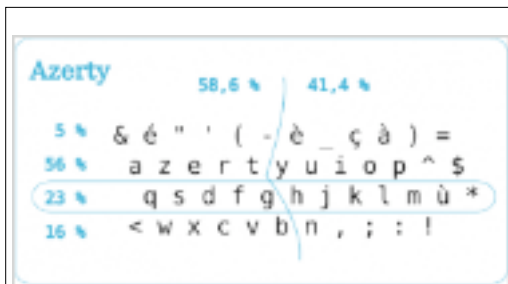 Azerty
58,6 % 41,4 %
5 % & é " ' ( - è _ ç à ) =
56 % a z e r t y u i o p ^ $
23 % q s d f g h j k l m ù *
16 % < w x c v b n , ; : !